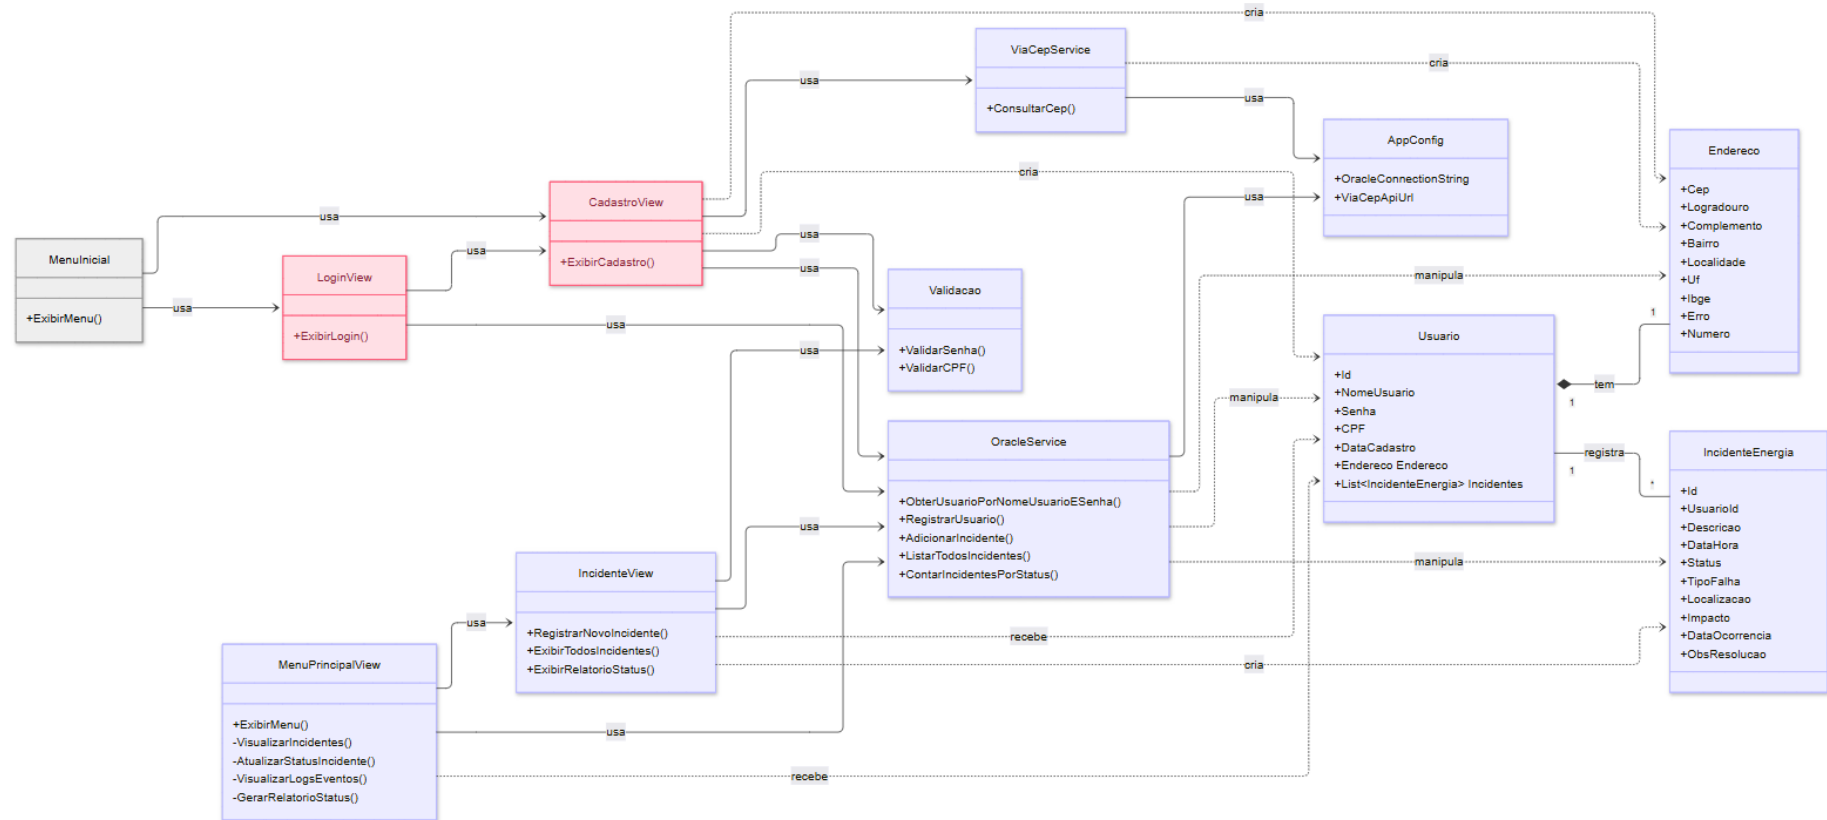 cria
ViaCepService
cria
+ConsultarCep()
usa
usa
AppConfig
+OracleConnectionString
+ViaCepApiUrl
Endereco
+Cep
+Logradouro
+Complemento
+Bairro
+Localidade
+Uf
+Ibge
+Erro
+Numero
cria
CadastroView
+ExibirCadastro()
usa
usa
usa
usa
usa
MenuInicial
+ExibirMenu()
usa
LoginView
+ExibirLogin()
usa
Validacao
+ValidarSenha()
+ValidarCPF()
usa
manipula
1
Usuario
+Id
+NomeUsuario
+Senha
+CPF
+DataCadastro
+Endereco Endereco
+List<IncidenteEnergia> Incidentes
tem
1
manipula
registra
1
*
OracleService
+ObterUsuarioPorNomeUsuarioESenha()
+RegistrarUsuario()
+AdicionarIncidente()
+ListarTodosIncidentes()
+ContarIncidentesPorStatus()
manipula
IncidenteEnergia
+Id
+UsuarioId
+Descricao
+DataHora
+Status
+TipoFalha
+Localizacao
+Impacto
+DataOcorrencia
+ObsResolucao
usa
IncidenteView
+RegistrarNovoIncidente()
+ExibirTodosIncidentes()
+ExibirRelatorioStatus()
usa
recebe
cria
MenuPrincipalView
+ExibirMenu()
-VisualizarIncidentes()
-AtualizarStatusIncidente()
-VisualizarLogsEventos()
-GerarRelatorioStatus()
usa
recebe